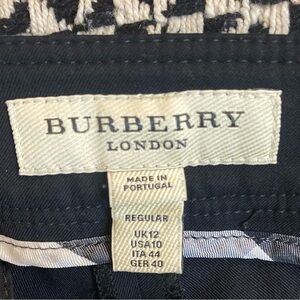 BURBERRY
LONDON
MADE IN
PORTUGAL
REGULAR
UK12
USA10
ITA 44
GER 40